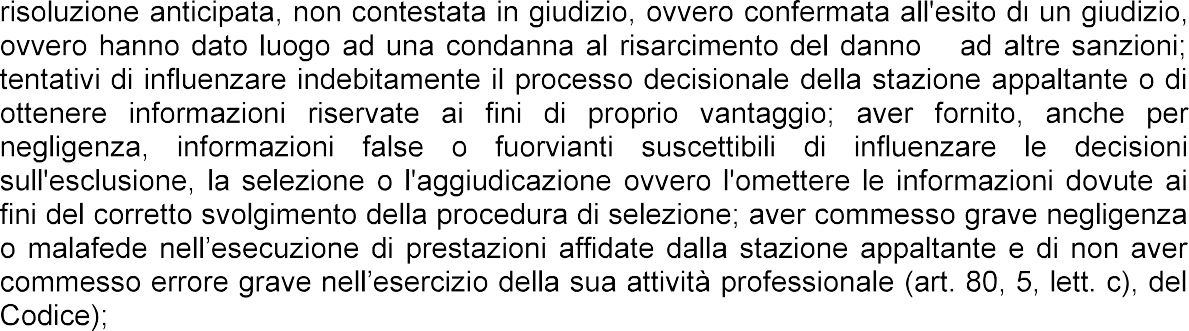 risoluzione anticipata, non contestata in giudizio, ovvero confermata all'esito di un giudizio,
ovvero hanno dato luogo ad una condanna al risarcimento del danno ad altre sanzioni;
tentativi di influenzare indebitamente il processo decisionale della stazione appaltante o di
ottenere informazioni riservate ai fini di proprio vantaggio; aver fornito, anche per
negligenza, informazioni false o fuorvianti suscettibili di influenzare le decisioni
sull'esclusione, la selezione o l'aggiudicazione ovvero l'omettere le informazioni dovute ai
fini del corretto svolgimento della procedura di selezione; aver commesso grave negligenza
o malafede nell’esecuzione di prestazioni affidate dalla stazione appaltante e di non aver
commesso errore grave nell’esercizio della sua attività professionale (art. 80, 5, lett. c), del
Codice);